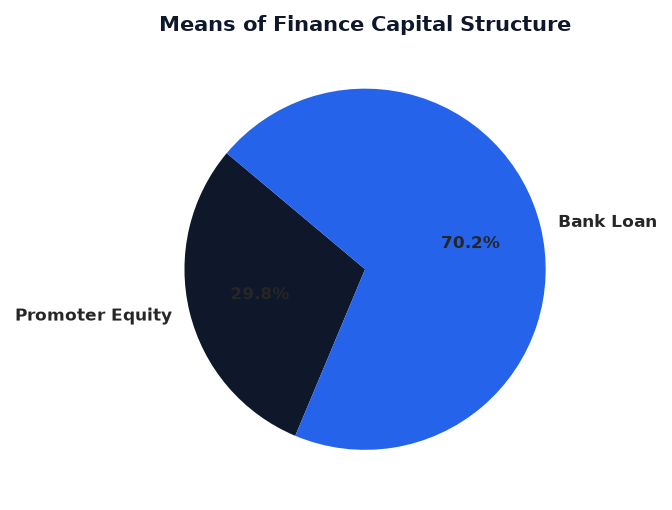 Means of Finance Capital Structure
Bank Loan
70.2%
29.8%
Promoter Equity